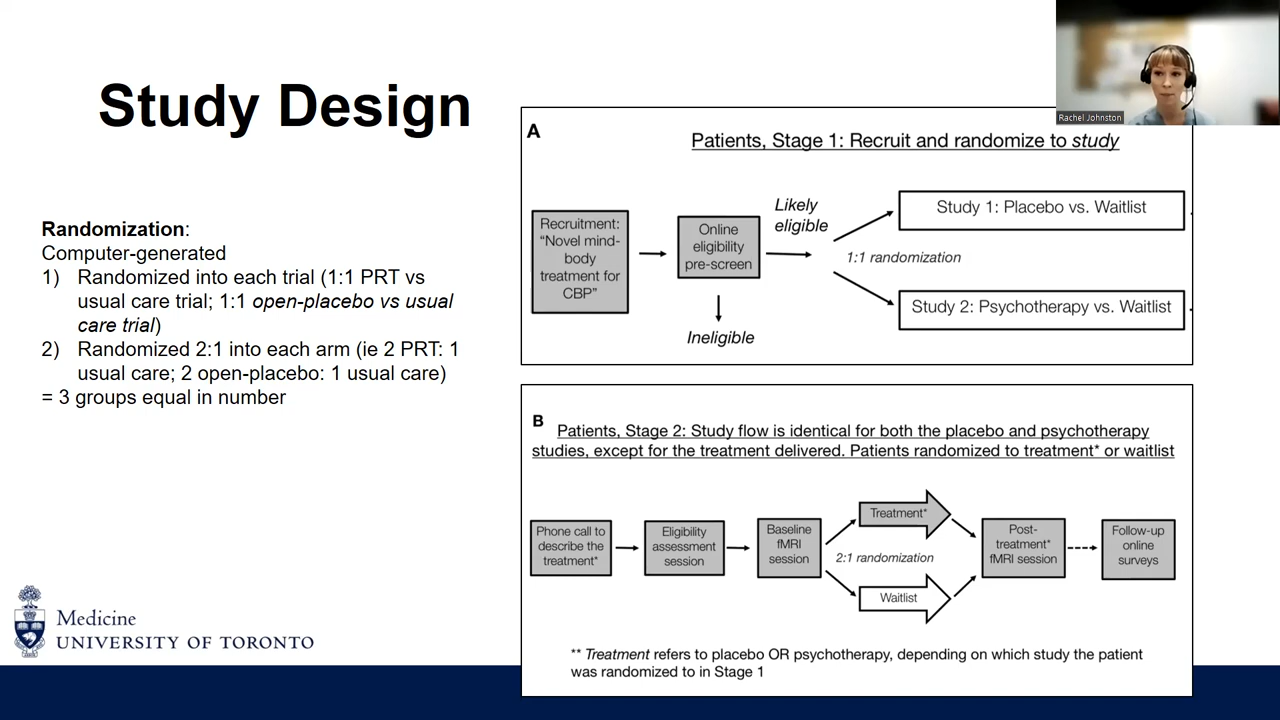 Study Design
Randomization:
Computer-generated
1) Randomized into each trial (1:1 PRT vs
usual care trial; 1:1 open-placebo vs usual
care trial)
2) Randomized 2:1 into each arm (ie 2 PRT: 1
usual care; 2 open-placebo: 1 usual care)
= 3 groups equal in number
Medicine
UNIVERSITY OF TORONTO
A
Patients, Stage 1: Recruit and randomize to study
Recruitment:
“Novel mind-
body
treatment for
CBP”
Online
eligibility
pre-screen
Ineligible
Likely
eligible
1:1 randomization
Study 1: Placebo vs. Waitlist
Study 2: Psychotherapy vs. Waitlist
B
Patients, Stage 2: Study flow is identical for both the placebo and psychotherapy
studies, except for the treatment delivered. Patients randomized to treatment* or waitlist
Phone call to
describe the
treatment*
Eligibility
assessment
session
Baseline
fMRI
session
Treatment*
2:1 randomization
Waitlist
Post-
treatment*
fMRI session
Follow-up
online
surveys
** Treatment refers to placebo OR psychotherapy, depending on which study the patient
was randomized to in Stage 1
Rachel Johnston